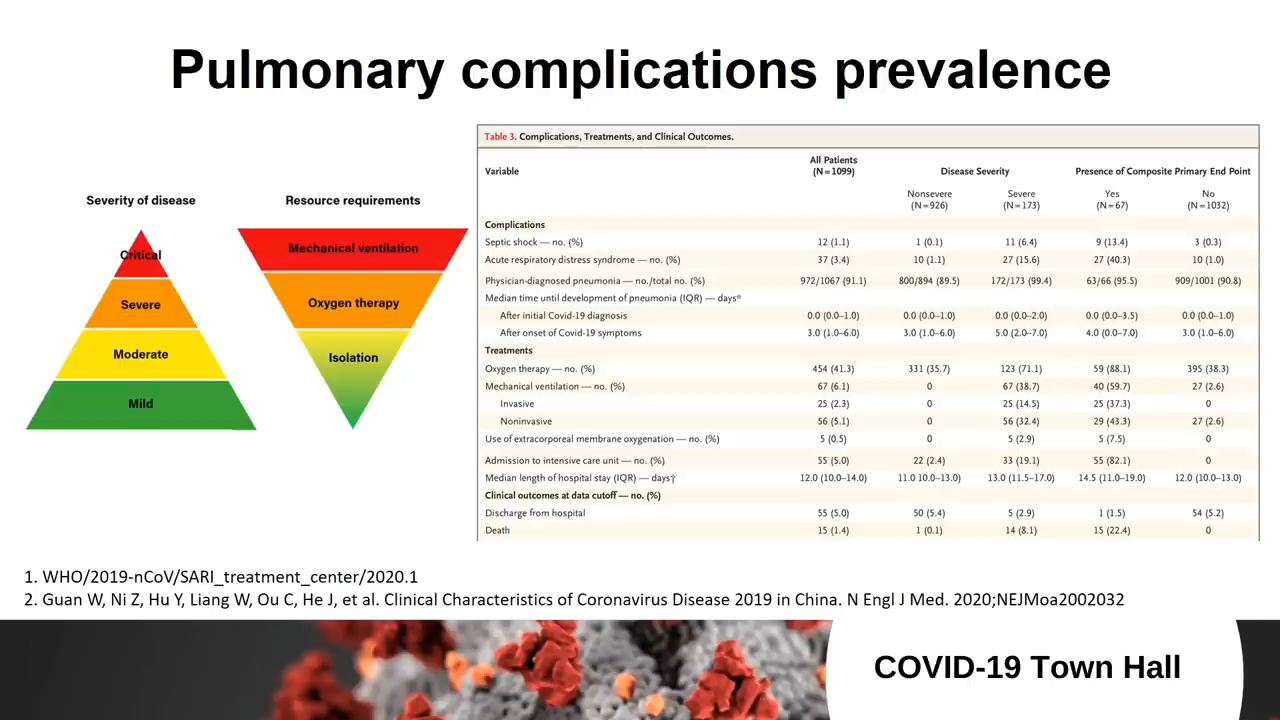 Pulmonary complications prevalence
Severity of disease
Critical
Severe
Moderate
Mild
Resource requirements
Mechanical ventilation
Oxygen therapy
Isolation
Table 3. Complications, Treatments, and Clinical Outcomes.
Variable All Patients (N=1099) Disease Severity Presence of Composite Primary End Point
Nonsevere (N=926) Severe (N=173) Yes (N=67) No (N=1032)
Complications
Septic shock — no. (%) 12 (1.1) 1 (0.1) 11 (6.4) 9 (13.4) 3 (0.3)
Acute respiratory distress syndrome — no. (%) 37 (3.4) 10 (1.1) 27 (15.6) 27 (40.3) 10 (1.0)
Physician-diagnosed pneumonia — no./total no. (%) 972/1067 (91.1) 800/894 (89.5) 172/173 (99.4) 63/66 (95.5) 909/1001 (90.8)
Median time until development of pneumonia (IQR) — days*
After initial Covid-19 diagnosis 0.0 (0.0–1.0) 0.0 (0.0–1.0) 0.0 (0.0–2.0) 0.0 (0.0–3.5) 0.0 (0.0–1.0)
After onset of Covid-19 symptoms 3.0 (1.0–6.0) 3.0 (1.0–6.0) 5.0 (2.0–7.0) 4.0 (0.0–7.0) 3.0 (1.0–6.0)
Treatments
Oxygen therapy — no. (%) 454 (41.3) 331 (35.7) 123 (71.1) 59 (88.1) 395 (38.3)
Mechanical ventilation — no. (%) 67 (6.1) 0 67 (38.7) 40 (59.7) 27 (2.6)
Invasive 25 (2.3) 0 25 (14.5) 25 (37.3) 0
Noninvasive 56 (5.1) 0 56 (32.4) 29 (43.3) 27 (2.6)
Use of extracorporeal membrane oxygenation — no. (%) 5 (0.5) 0 5 (2.9) 5 (7.5) 0
Admission to intensive care unit — no. (%) 55 (5.0) 22 (2.4) 33 (19.1) 55 (82.1) 0
Median length of hospital stay (IQR) — days† 12.0 (10.0–14.0) 11.0 10.0–13.0) 13.0 (11.5–17.0) 14.5 (11.0–19.0) 12.0 (10.0–13.0)
Clinical outcomes at data cutoff — no. (%)
Discharge from hospital 55 (5.0) 50 (5.4) 5 (2.9) 1 (1.5) 54 (5.2)
Death 15 (1.4) 1 (0.1) 14 (8.1) 15 (22.4) 0
1. WHO/2019-nCoV/SARI_treatment_center/2020.1
2. Guan W, Ni Z, Hu Y, Liang W, Ou C, He J, et al. Clinical Characteristics of Coronavirus Disease 2019 in China. N Engl J Med. 2020;NEJMoa2002032
COVID-19 Town Hall